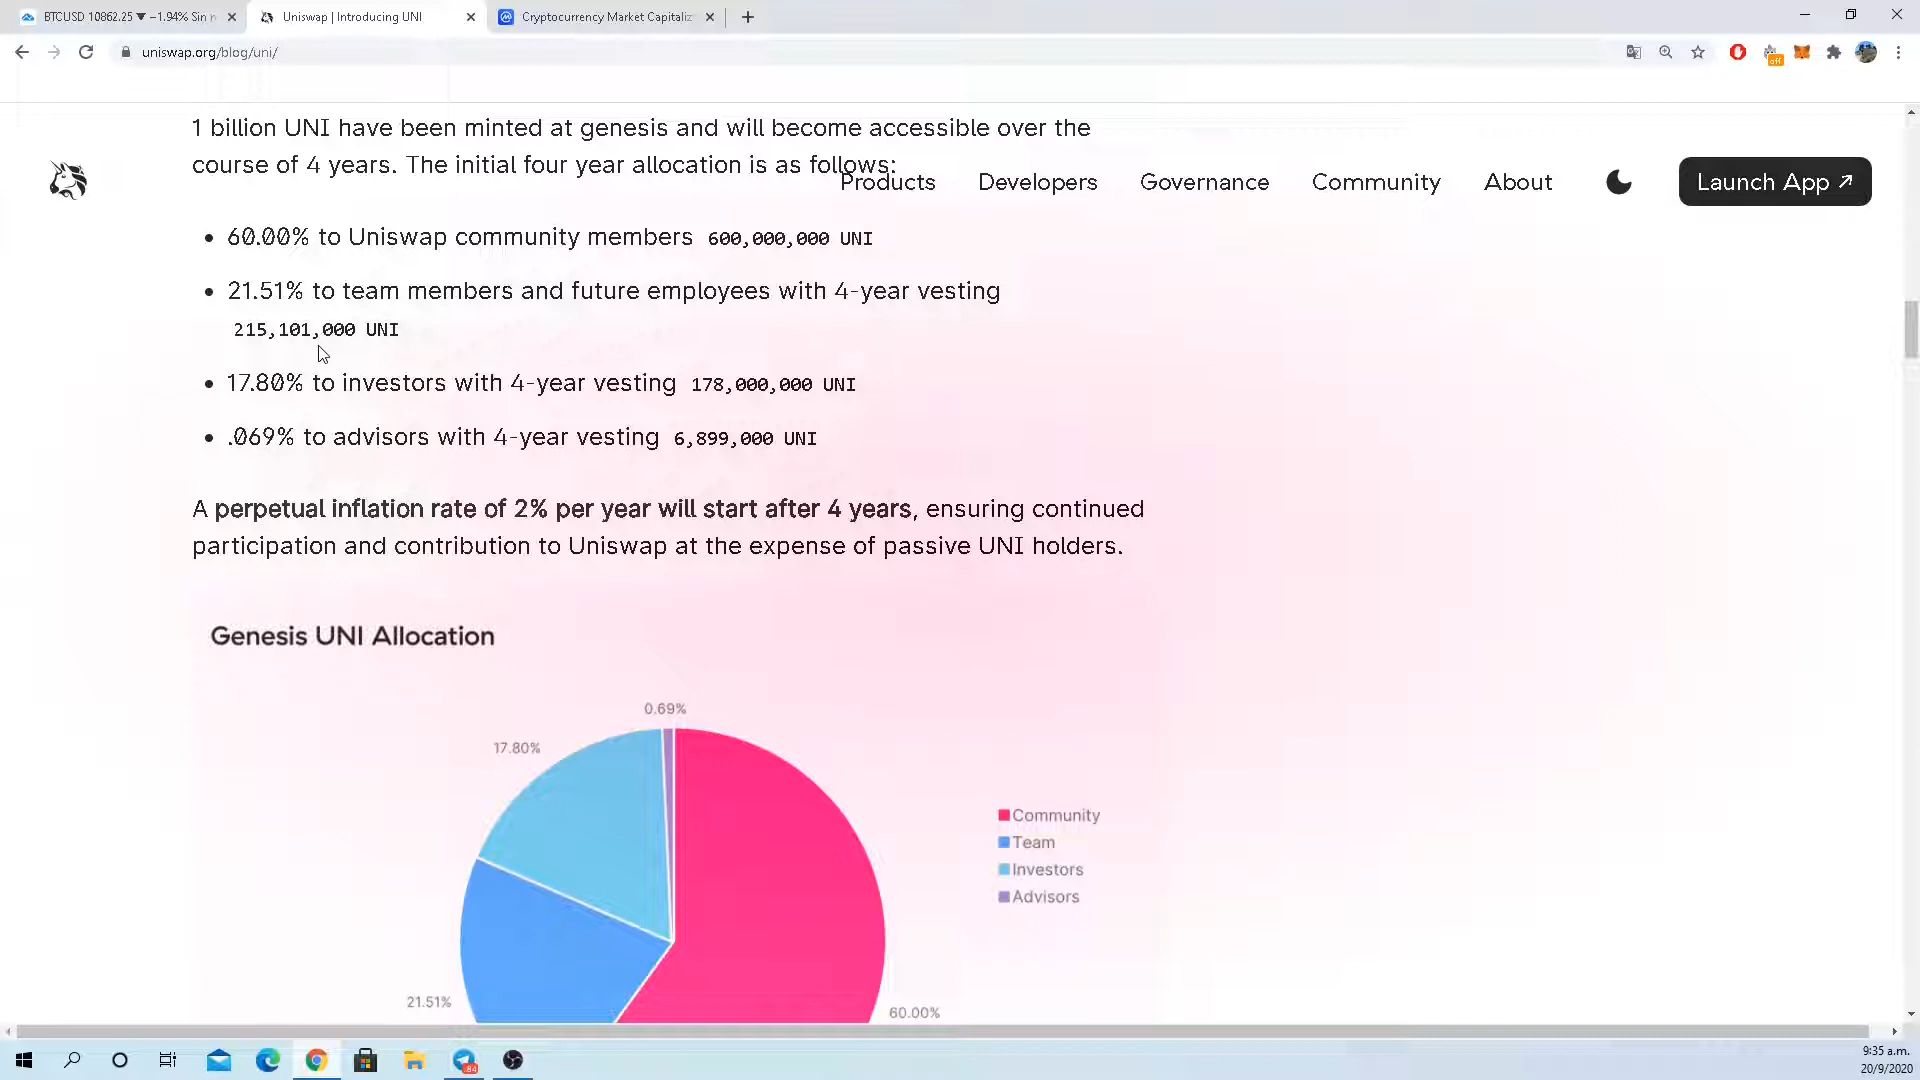 BTCUSD 10862.25 ▼ −1.94% Sin n
Uniswap | Introducing UNI
Cryptocurrency Market Capitaliz
uniswap.org/blog/uni/
off
1 billion UNI have been minted at genesis and will become accessible over the
course of 4 years. The initial four year allocation is as follows:
Products
Developers
Governance
Community
About
Launch App ↗
• 60.00% to Uniswap community members 600,000,000 UNI
• 21.51% to team members and future employees with 4-year vesting
215,101,000 UNI
• 17.80% to investors with 4-year vesting 178,000,000 UNI
• .069% to advisors with 4-year vesting 6,899,000 UNI
A perpetual inflation rate of 2% per year will start after 4 years, ensuring continued
participation and contribution to Uniswap at the expense of passive UNI holders.
Genesis UNI Allocation
0.69%
17.80%
Community
Team
Investors
Advisors
21.51%
60.00%
84
9:35 a.m.
20/9/2020